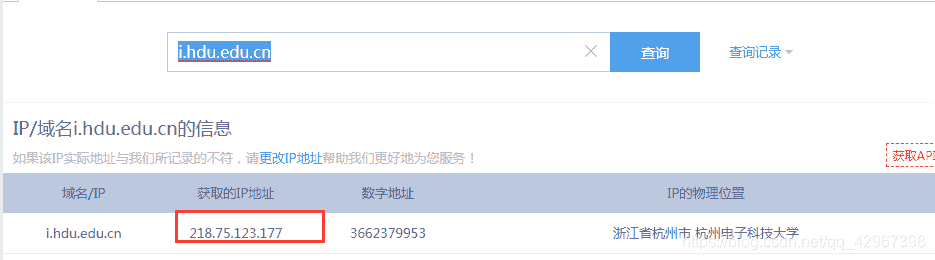 i.hdu.edu.cn
查询
查询记录
IP/域名i.hdu.edu.cn的信息
如果该IP实际地址与我们所记录的不符，请更改IP地址帮助我们更好地为您服务！
获取API
域名/IP 获取的IP地址 数字地址 IP的物理位置
i.hdu.edu.cn 218.75.123.177 3662379953 浙江省杭州市 杭州电子科技大学
https://blog.csdn.net/qq_42967398